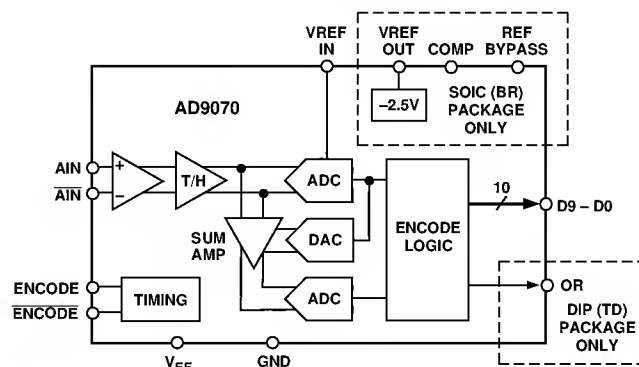 VREF
IN
VREF
OUT
COMP
REF
BYPASS
–2.5V
SOIC (BR)
PACKAGE
ONLY
AD9070
AIN
AIN
+
–
T/H
ADC
SUM
AMP
DAC
ADC
ENCODE
LOGIC
10
D9 – D0
OR
DIP (TD)
PACKAGE
ONLY
ENCODE
ENCODE
TIMING
VEE
GND